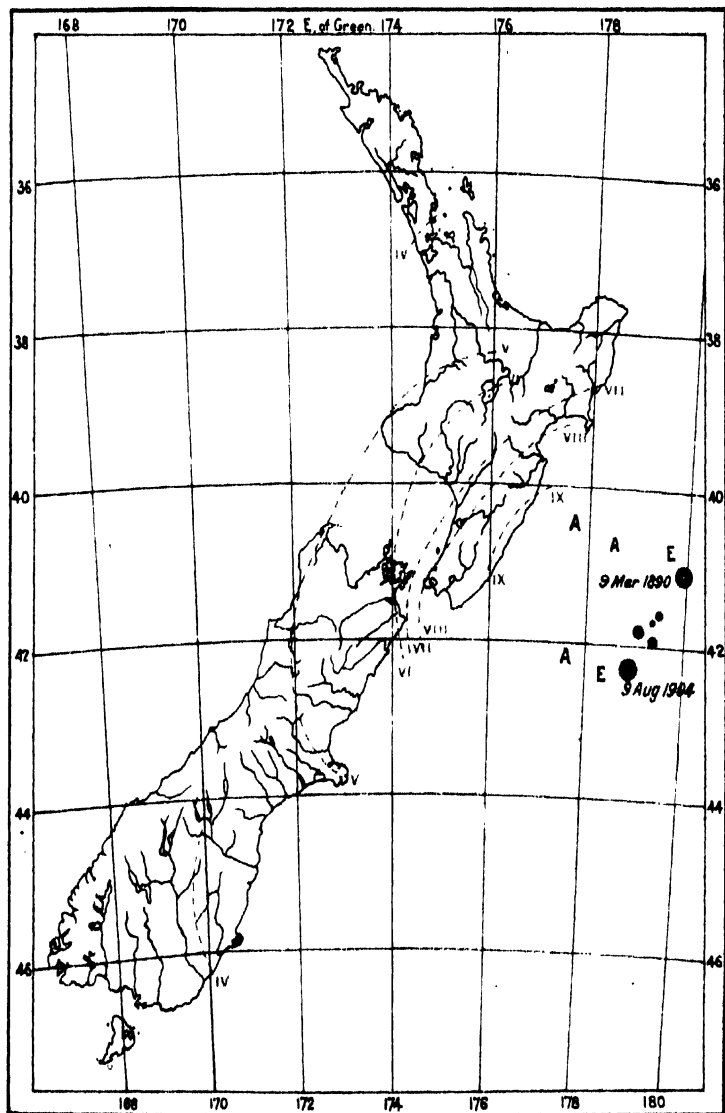 168 170 172 E. of Green. 174 176 178
36 36
IV
38 38
V
VII
VIII
40 40
IX
A
A
E
9 Mar 1890
IX
VIII
VII
42 42
VI
A
E
9 Aug 1904
V
44 44
46 46
IV
168 170 172 174 176 178 180